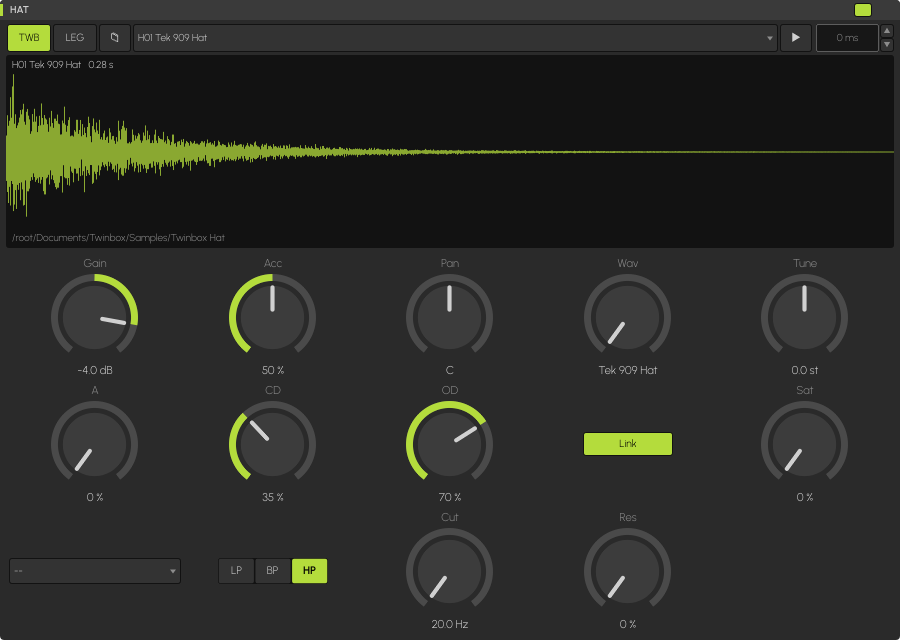 HAT
TWB LEG H01 Tek 909 Hat 0 ms
H01 Tek 909 Hat 0.28 s
/root/Documents/Twinbox/Samples/Twinbox Hat
Gain Acc Pan Wav Tune
-4.0 dB 50 % C Tek 909 Hat 0.0 st
A CD OD Sat
Link
0 % 35 % 70 % 0 %
Cut Res
-- LP BP HP
20.0 Hz 0 %